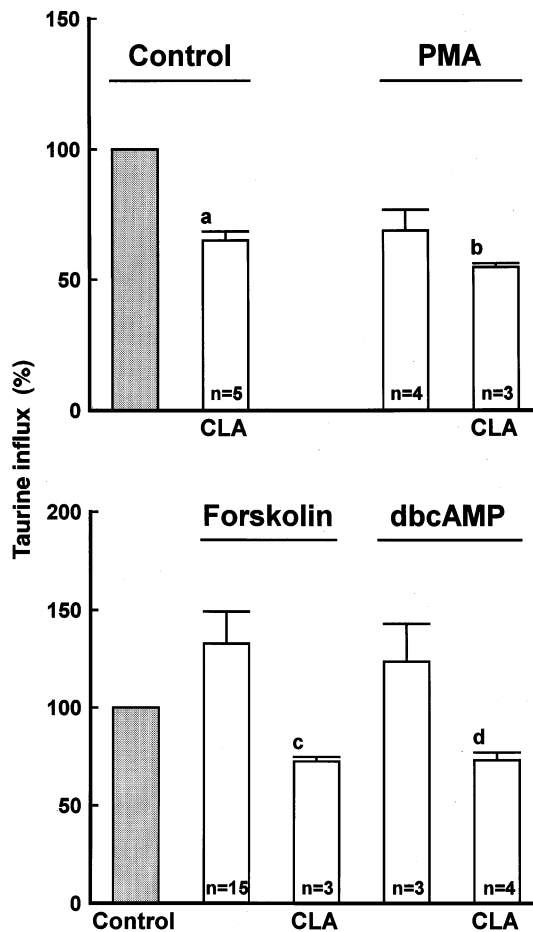 150
Control PMA
100
a
b
50
n=5 n=4 n=3
0
CLA CLA
Taurine influx (%)
200
Forskolin dbcAMP
150
100
c d
50
n=15 n=3 n=3 n=4
0
Control CLA CLA